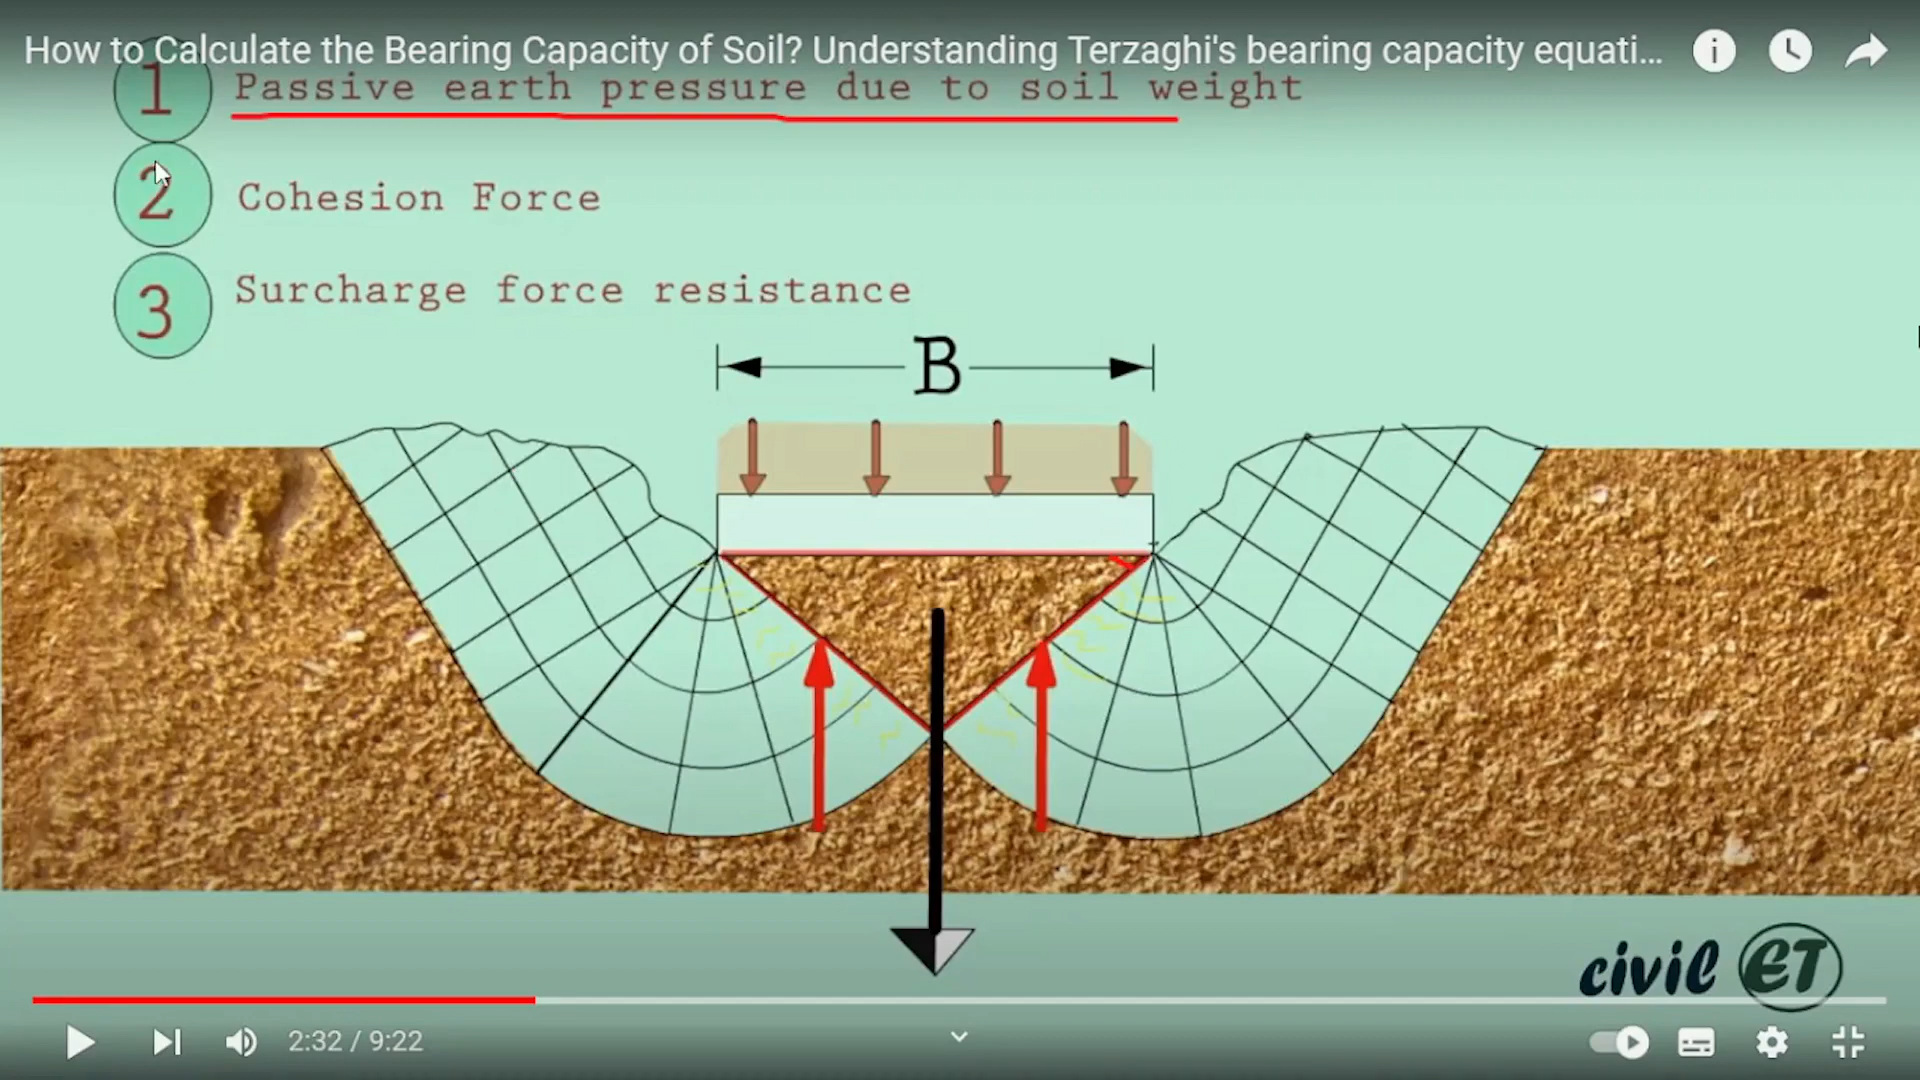 How to Calculate the Bearing Capacity of Soil? Understanding Terzaghi's bearing capacity equati...
1 Passive earth pressure due to soil weight
2 Cohesion Force
3 Surcharge force resistance
B
civil ET
2:32 / 9:22